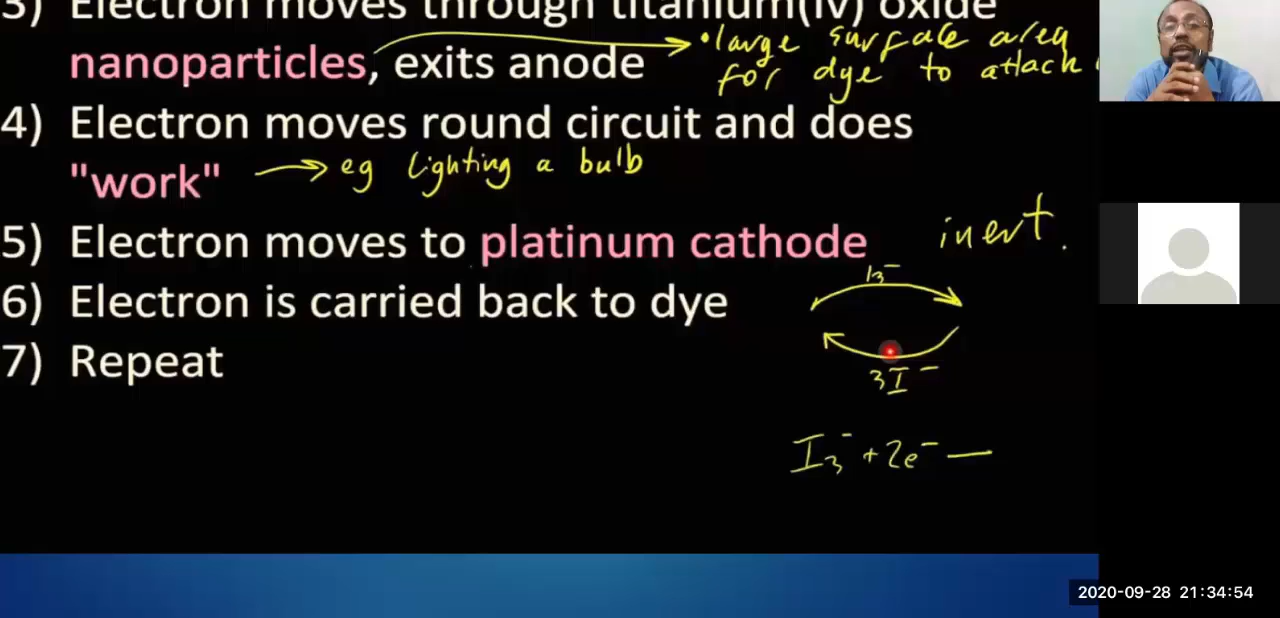 3) Electron moves through titanium(IV) oxide
nanoparticles, exits anode
• large surface area
for dye to attach
4) Electron moves round circuit and does
"work" → eg lighting a bulb
5) Electron moves to platinum cathode inert.
I3⁻
6) Electron is carried back to dye
7) Repeat
3I⁻
I3⁻ + 2e⁻ —
2020-09-28 21:34:54